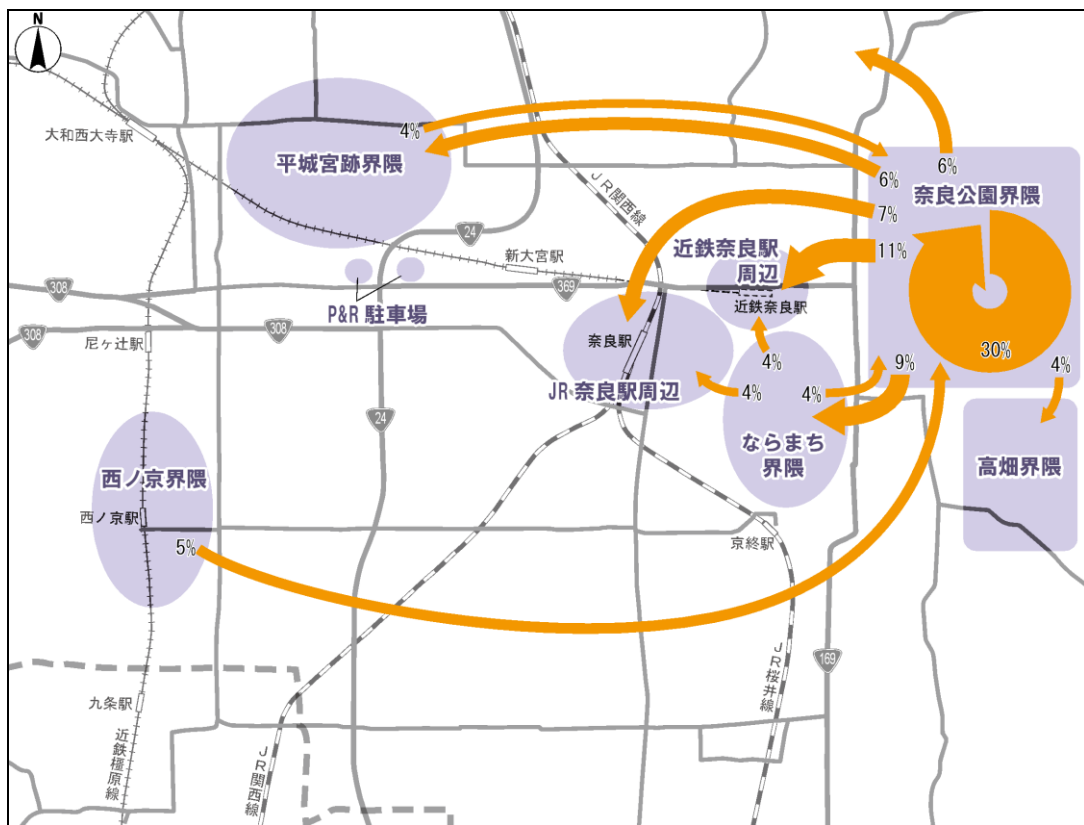 N
大和西大寺駅
平城宮跡界隈
4%
JR関西線
6%
6%
奈良公園界隈
7%
11%
30%
24
新大宮駅
近鉄奈良駅
周辺
近鉄奈良駅
308
369
P&R 駐車場
308
308
尼ヶ辻駅
奈良駅
JR 奈良駅周辺
4%
4%
4%
9%
4%
24
ならまち
界隈
高畑界隈
西ノ京界隈
西ノ京駅
5%
京終駅
169
JR桜井線
九条駅
近鉄橿原線
JR関西線